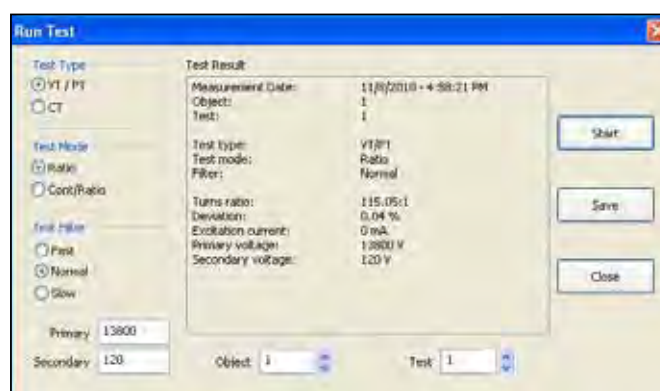 Run Test
Test Type
VT / PT
CT
Test Mode
Ratio
Cont/Ratio
Test Filter
Fast
Normal
Slow
Primary 13800
Secondary 120
Test Result
Measurement Date: 11/8/2010 - 4:58:21 PM
Object: 1
Test: 1
Test type: VT/PT
Test mode: Ratio
Filter: Normal
Turns ratio: 115.05:1
Deviation: 0.04 %
Excitation current: 0 mA
Primary voltage: 13800 V
Secondary voltage: 120 V
Object 1
Test 1
Start
Save
Close